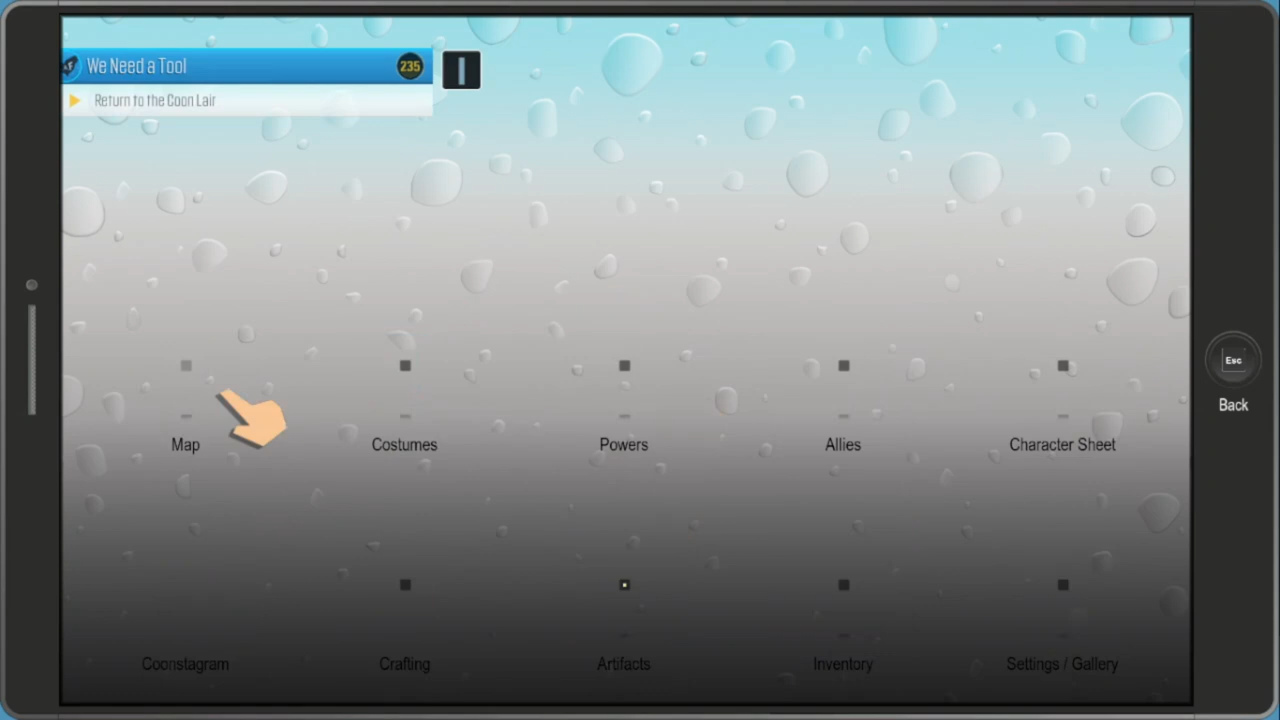 We Need a Tool 235
Return to the Coon Lair
Esc
Back
Map Costumes Powers Allies Character Sheet
Coonstagram Crafting Artifacts Inventory Settings / Gallery